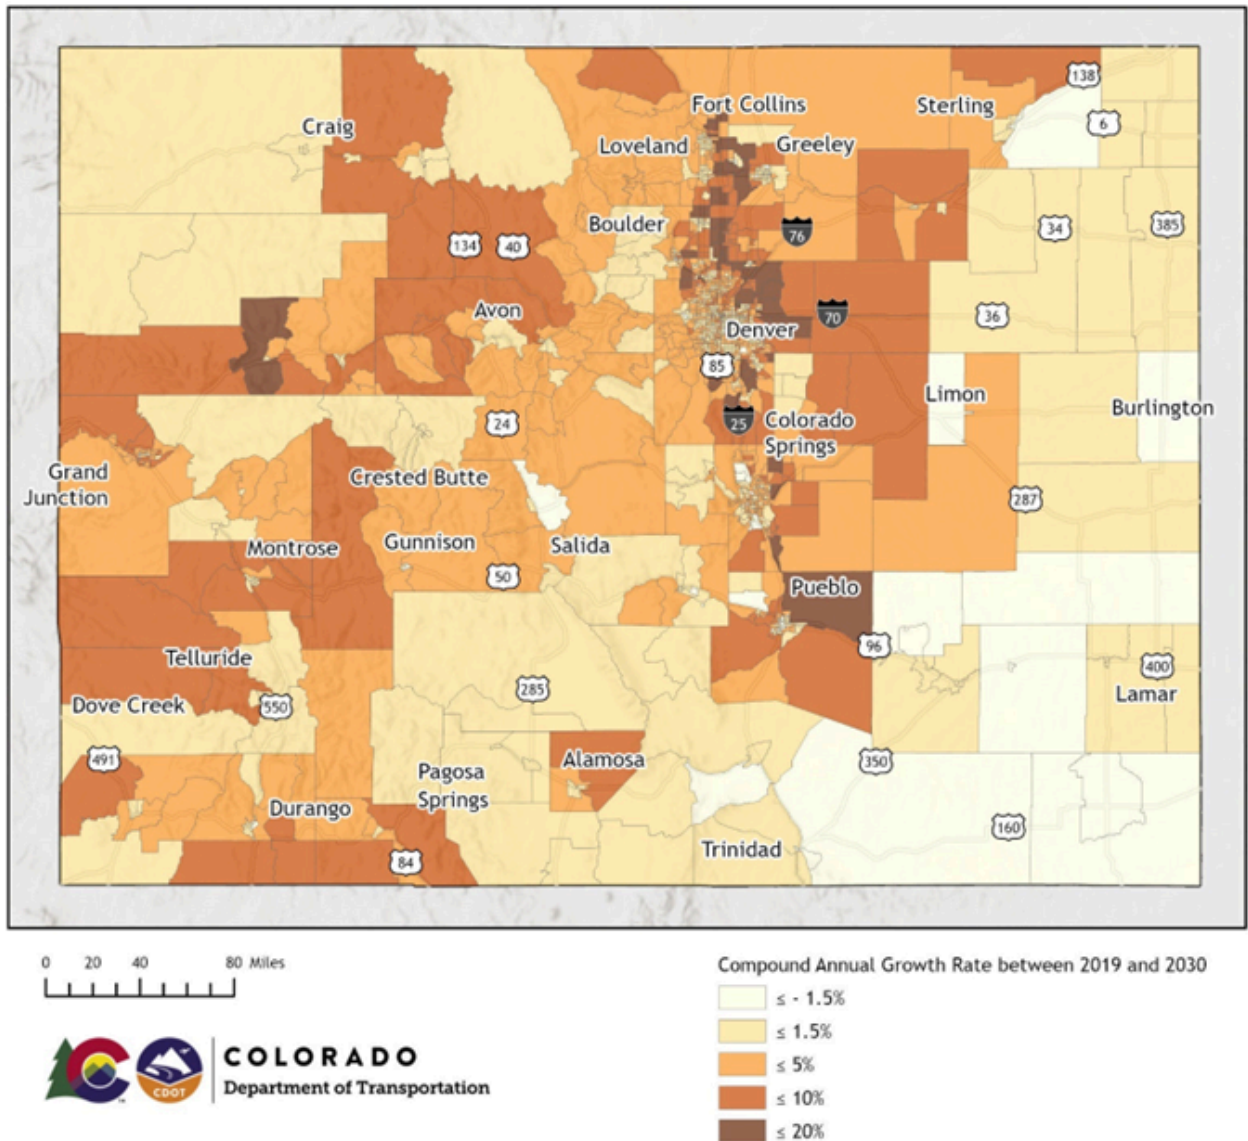 138
Fort Collins
Sterling
6
Craig
Loveland
Greeley
Boulder
34
385
76
134
40
Avon
70
36
Denver
85
Limon
Burlington
24
25
Colorado
Springs
Grand
Junction
Crested Butte
287
Montrose
Gunnison
Salida
50
Pueblo
96
Telluride
400
285
Lamar
Dove Creek
550
491
Alamosa
350
Pagosa
Springs
Durango
160
Trinidad
84
0 20 40 80 Miles
Compound Annual Growth Rate between 2019 and 2030
≤ - 1.5%
≤ 1.5%
≤ 5%
≤ 10%
≤ 20%
COLORADO
Department of Transportation
CDOT